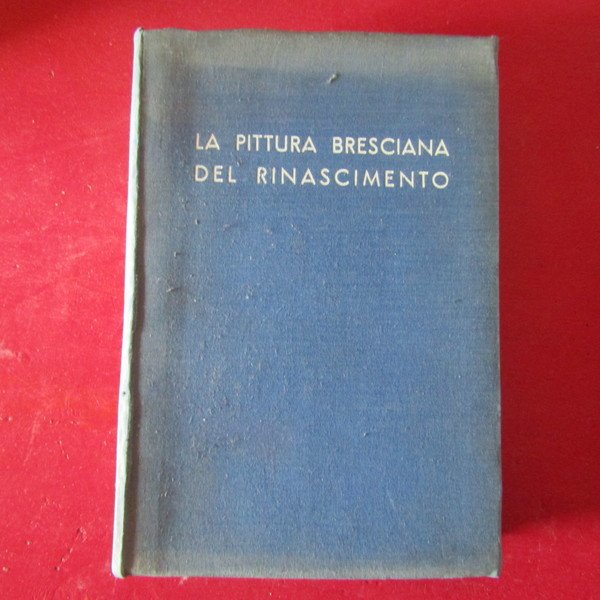 LA PITTURA BRESCIANA
DEL RINASCIMENTO